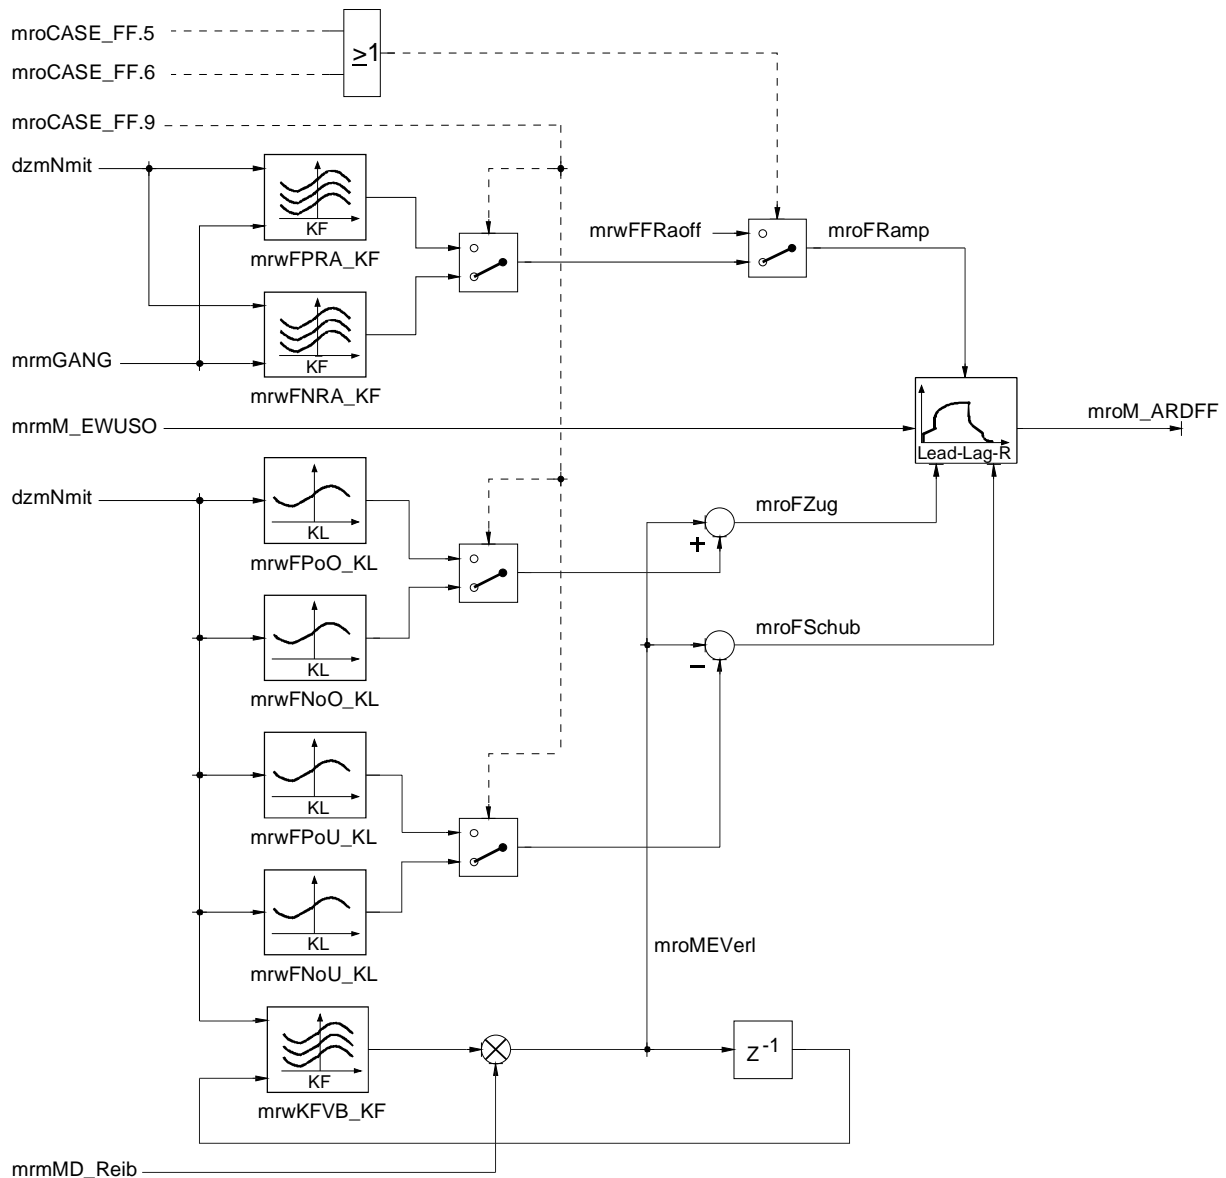 mroCASE_FF.5
≥1
mroCASE_FF.6
mroCASE_FF.9
dzmNmit
KF
mrwFPRA_KF
mrwFFRaoff
mroFRamp
KF
mrwFNRA_KF
mrmGANG
mrmM_EWUSO
Lead-Lag-R
mroM_ARDFF
dzmNmit
KL
mrwFPoO_KL
mroFZug
+
KL
mrwFNoO_KL
mroFSchub
−
KL
mrwFPoU_KL
KL
mrwFNoU_KL
mroMEVerl
KF
mrwKFVB_KF
Z-1
mrmMD_Reib